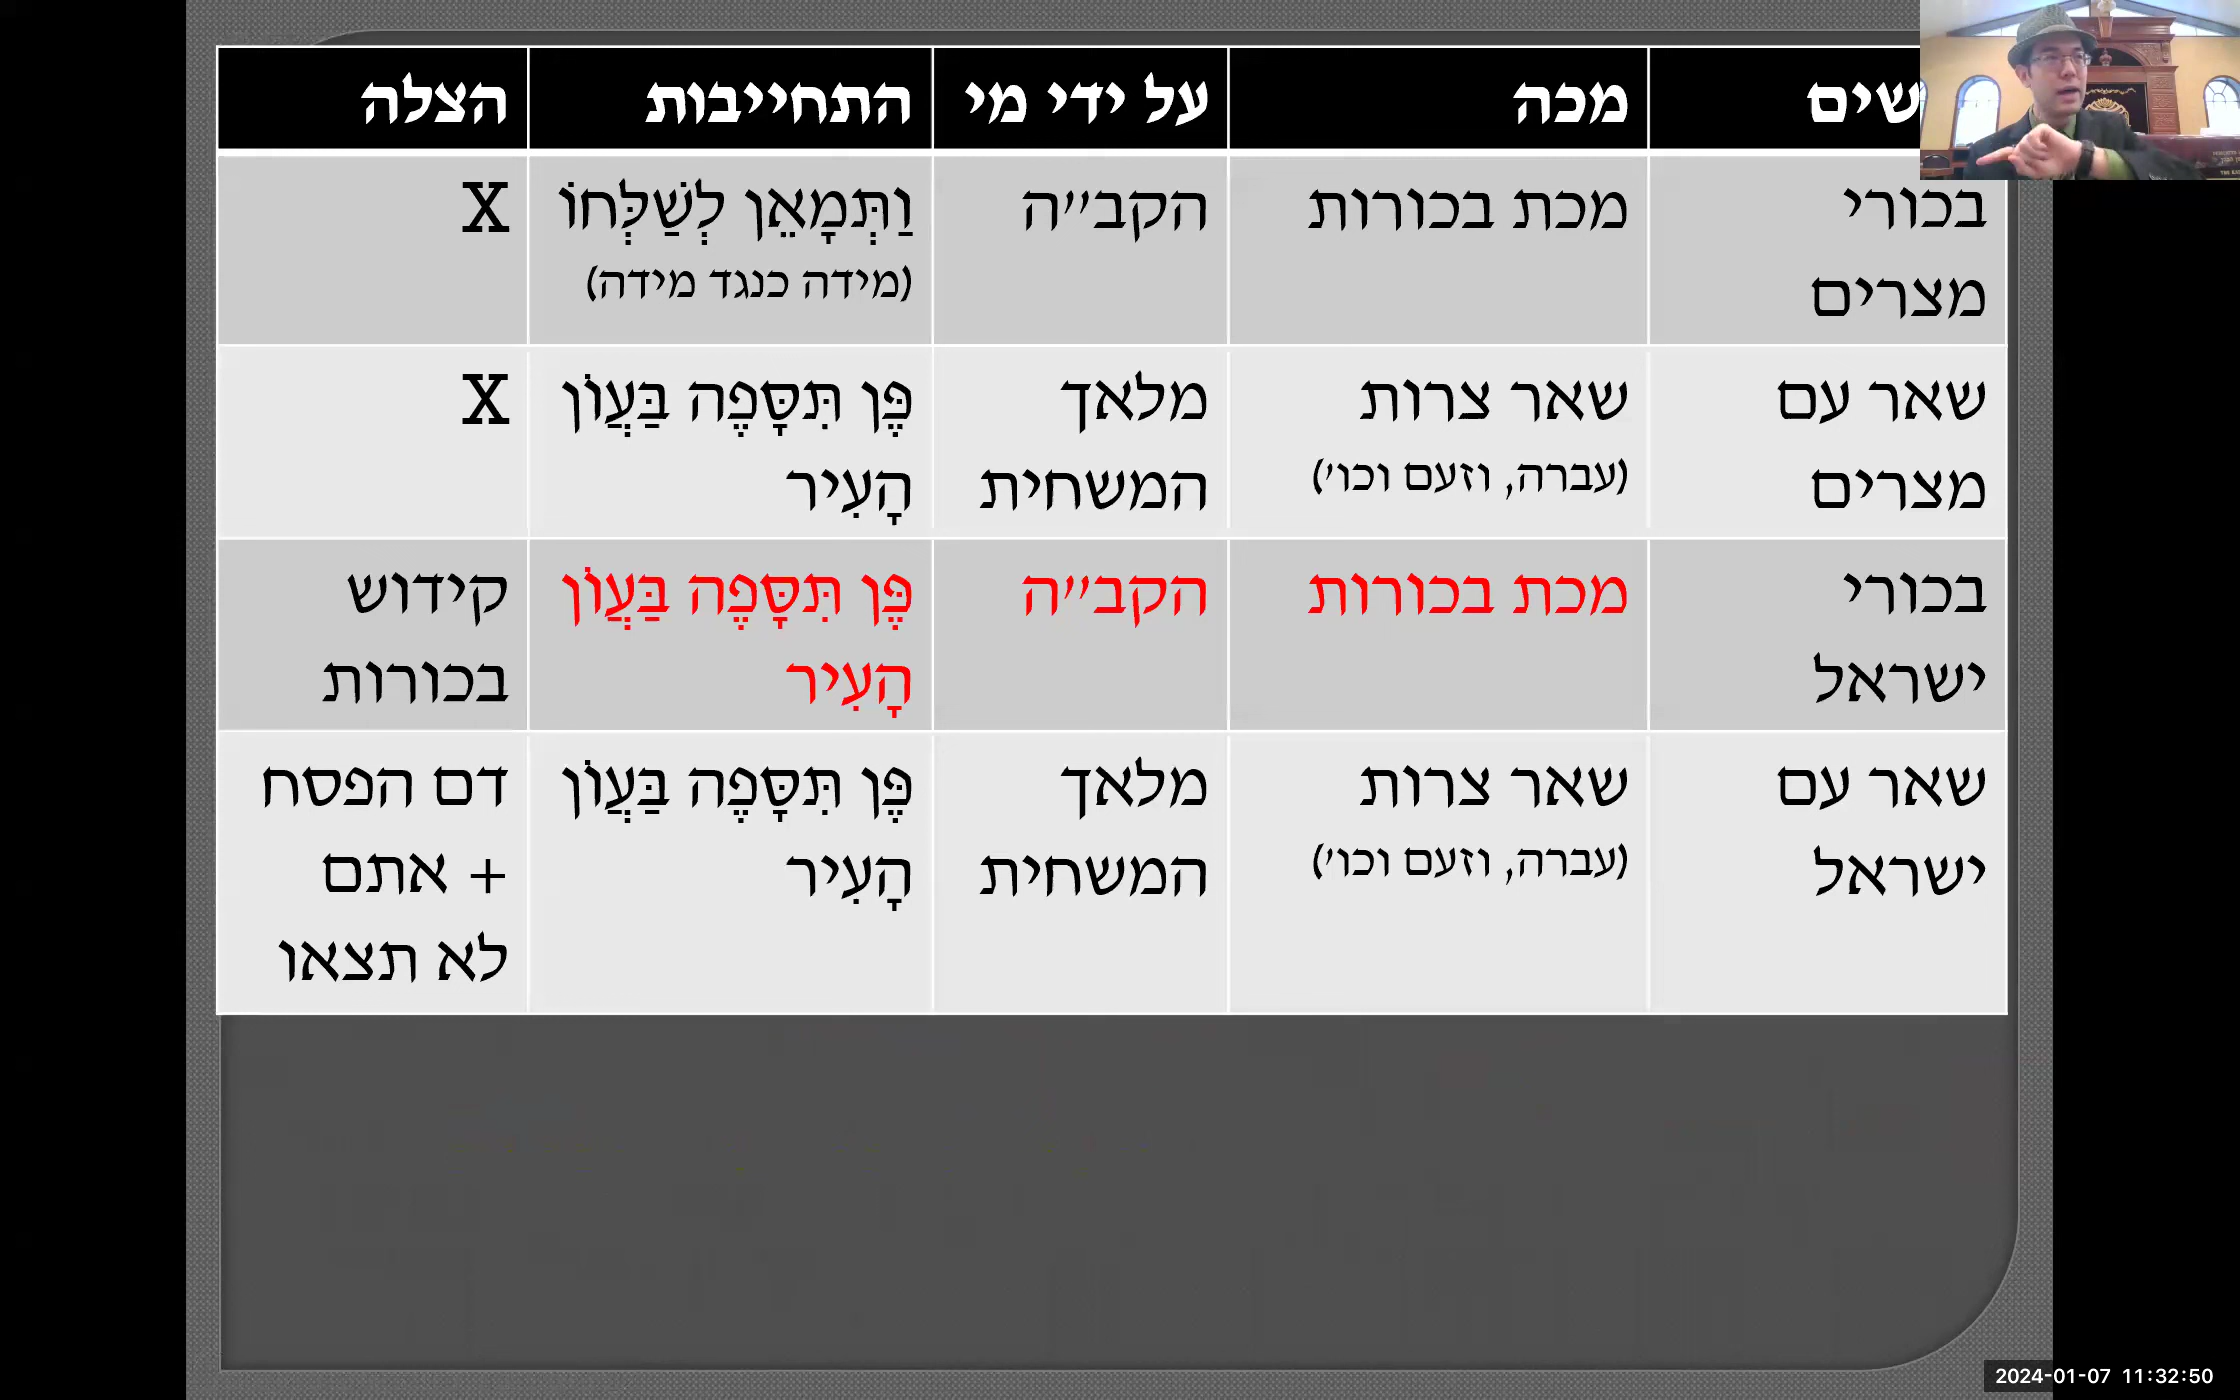 מכה על ידי מי התחייבות הצלה
בכורי מכת בכורות הקב״ה וַתְּמָאֵן לְשַׁלְּחוֹ X
מצרים (מידה כנגד מידה)
שאר עם שאר צרות מלאך פֶּן תִּסָּפֶה בַּעֲוֹן X
מצרים (עברה, וזעם וכו׳) המשחית הָעִיר
בכורי מכת בכורות הקב״ה פֶּן תִּסָּפֶה בַּעֲוֹן קידוש
ישראל הָעִיר בכורות
שאר עם שאר צרות מלאך פֶּן תִּסָּפֶה בַּעֲוֹן דם הפסח
ישראל (עברה, וזעם וכו׳) המשחית הָעִיר + אתם
לא תצאו
2024-01-07 11:32:50